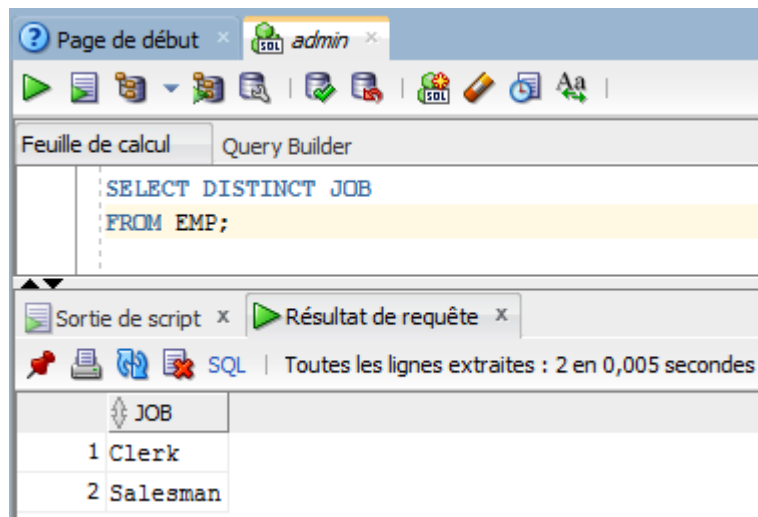 Page de début
admin
Feuille de calcul Query Builder
SELECT DISTINCT JOB
FROM EMP;
Sortie de script x Résultat de requête x
SQL | Toutes les lignes extraites : 2 en 0,005 secondes
JOB
1 Clerk
2 Salesman